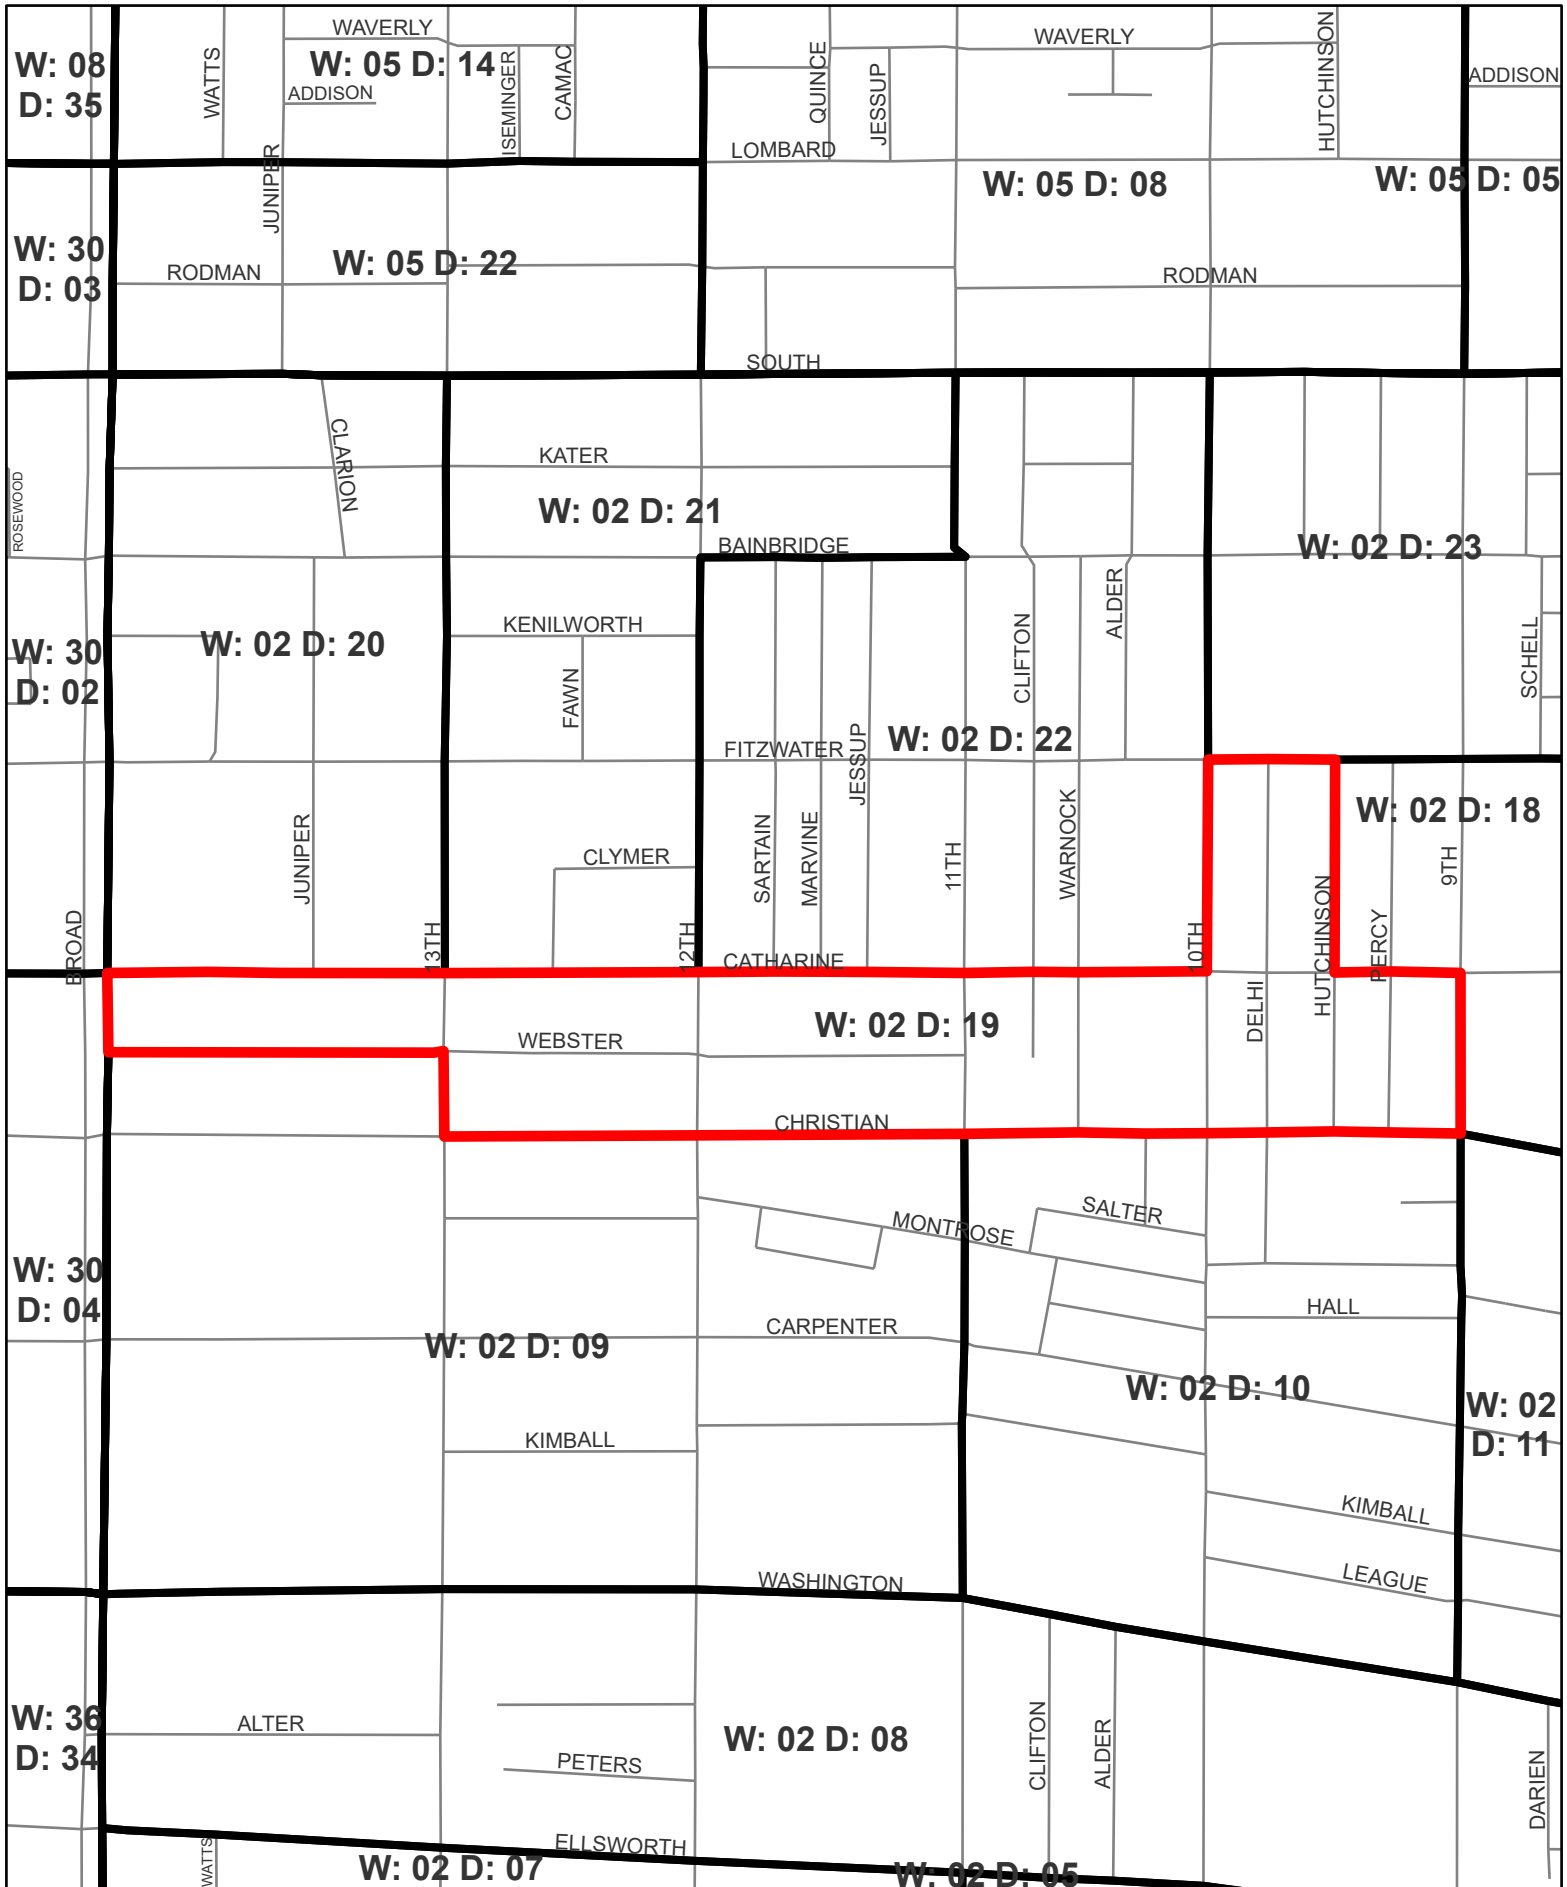 WAVERLY
WAVERLY
W: 08
D: 35
WATTS
W: 05 D: 14
ADDISON
ISEMINGER
CAMAC
QUINCE
JESSUP
HUTCHINSON
ADDISON
LOMBARD
JUNIPER
W: 05 D: 08
W: 05 D: 05
W: 30
D: 03
RODMAN
W: 05 D: 22
RODMAN
SOUTH
CLARION
KATER
ROSEWOOD
W: 02 D: 21
BAINBRIDGE
W: 02 D: 23
ALDER
KENILWORTH
W: 30
D: 02
W: 02 D: 20
FAWN
CLIFTON
SCHELL
FITZWATER
JESSUP
W: 02 D: 22
WARNOCK
W: 02 D: 18
JUNIPER
CLYMER
SARTAIN
MARVINE
11TH
9TH
BROAD
13TH
12TH
CATHARINE
10TH
HUTCHINSON
PERCY
DELHI
WEBSTER
W: 02 D: 19
CHRISTIAN
MONTROSE
SALTER
W: 30
D: 04
HALL
CARPENTER
W: 02 D: 09
W: 02 D: 10
W: 02
D: 11
KIMBALL
KIMBALL
LEAGUE
WASHINGTON
W: 36
D: 34
ALTER
W: 02 D: 08
PETERS
CLIFTON
ALDER
DARIEN
ELLSWORTH
WATTS
W: 02 D: 07
W: 02 D: 05